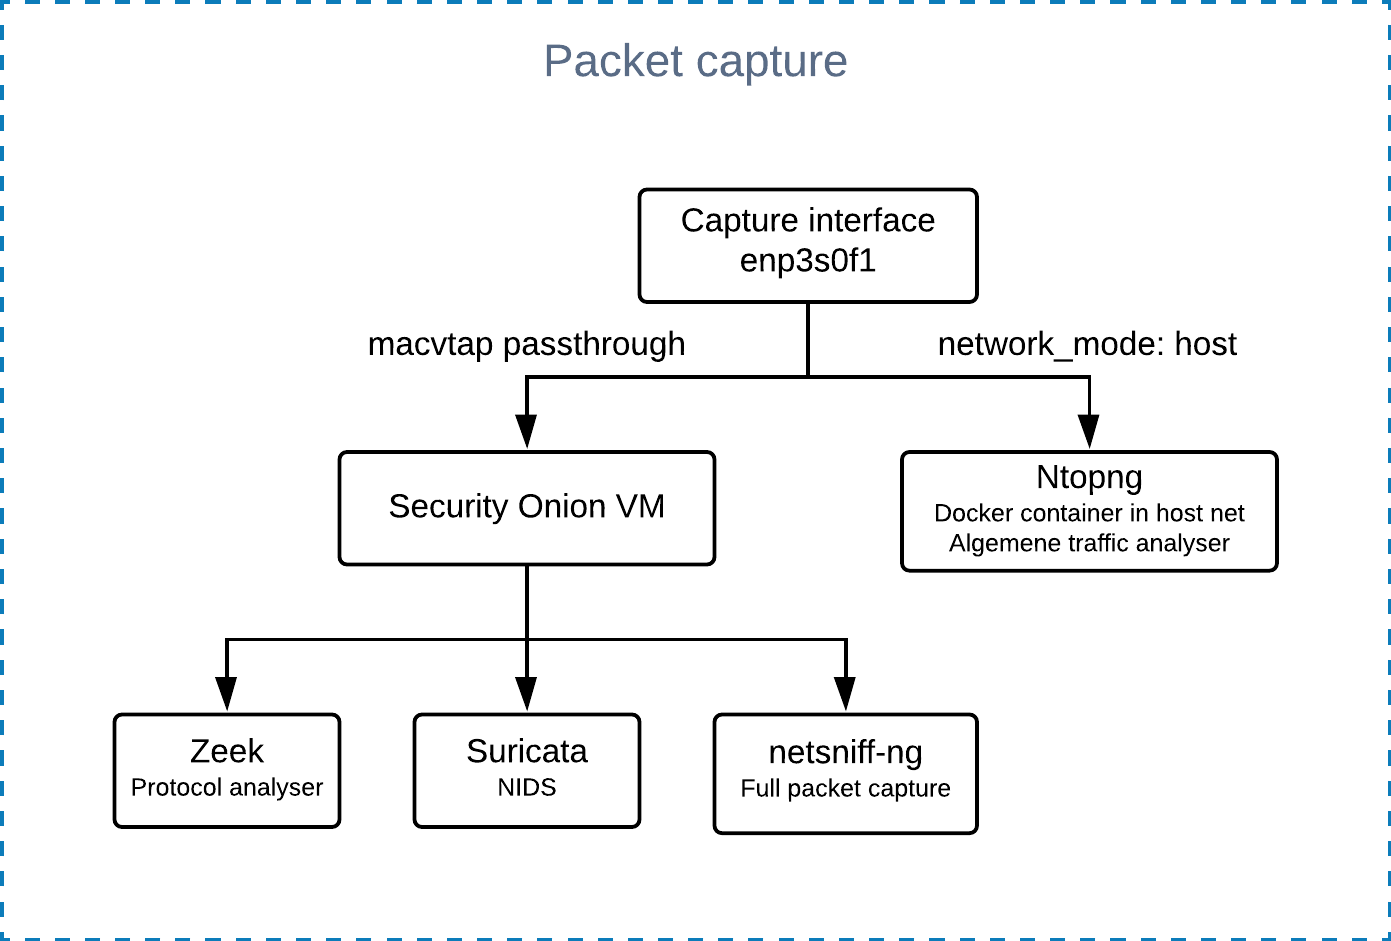 Packet capture
Capture interface
enp3s0f1
macvtap passthrough
network_mode: host
Security Onion VM
Ntopng
Docker container in host net
Algemene traffic analyser
Zeek
Protocol analyser
Suricata
NIDS
netsniff-ng
Full packet capture